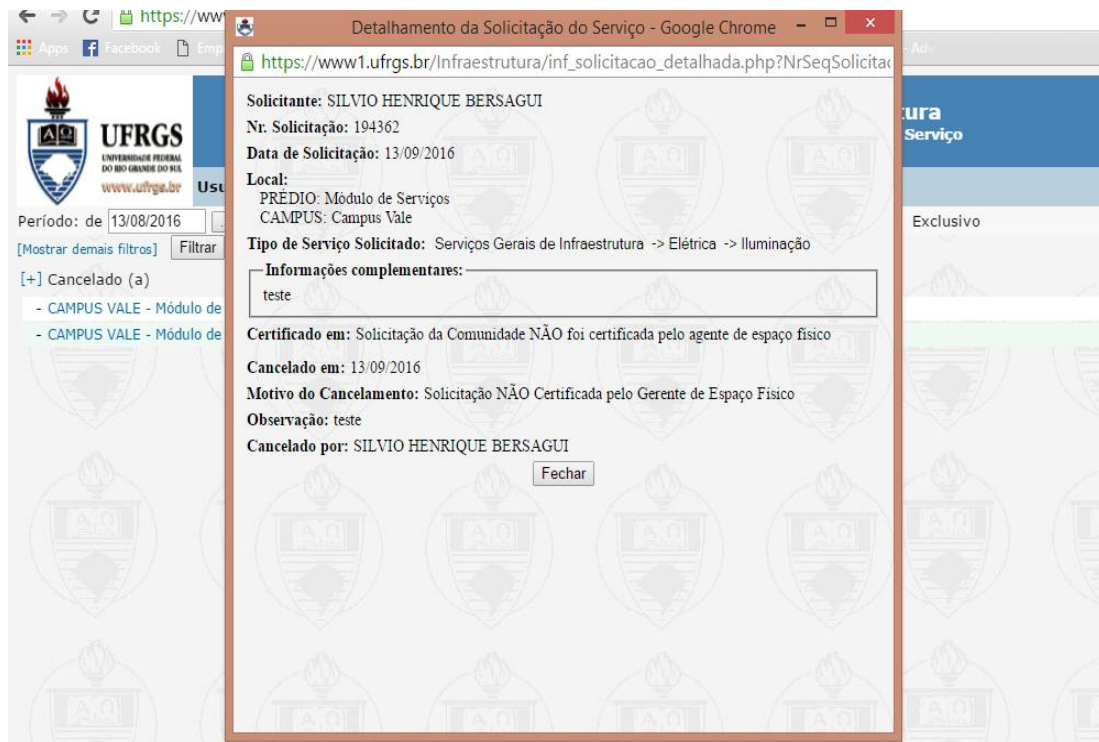 https://www
Detalhamento da Solicitação do Serviço - Google Chrome
Apps Facebook Emp
- Adv
https://www1.ufrgs.br/Infraestrutura/inf_solicitacao_detalhada.php?NrSeqSolicitac
UFRGS
UNIVERSIDADE FEDERAL
DO RIO GRANDE DO SUL
www.ufrgs.br
Usu
tura
Serviço
Período: de 13/08/2016
Exclusivo
[Mostrar demais filtros] Filtrar
[+] Cancelado (a)
- CAMPUS VALE - Módulo de
- CAMPUS VALE - Módulo de
Solicitante: SILVIO HENRIQUE BERSAGUI
Nr. Solicitação: 194362
Data de Solicitação: 13/09/2016
Local:
PRÉDIO: Módulo de Serviços
CAMPUS: Campus Vale
Tipo de Serviço Solicitado: Serviços Gerais de Infraestrutura -> Elétrica -> Iluminação
Informações complementares:
teste
Certificado em: Solicitação da Comunidade NÃO foi certificada pelo agente de espaço físico
Cancelado em: 13/09/2016
Motivo do Cancelamento: Solicitação NÃO Certificada pelo Gerente de Espaço Físico
Observação: teste
Cancelado por: SILVIO HENRIQUE BERSAGUI
Fechar